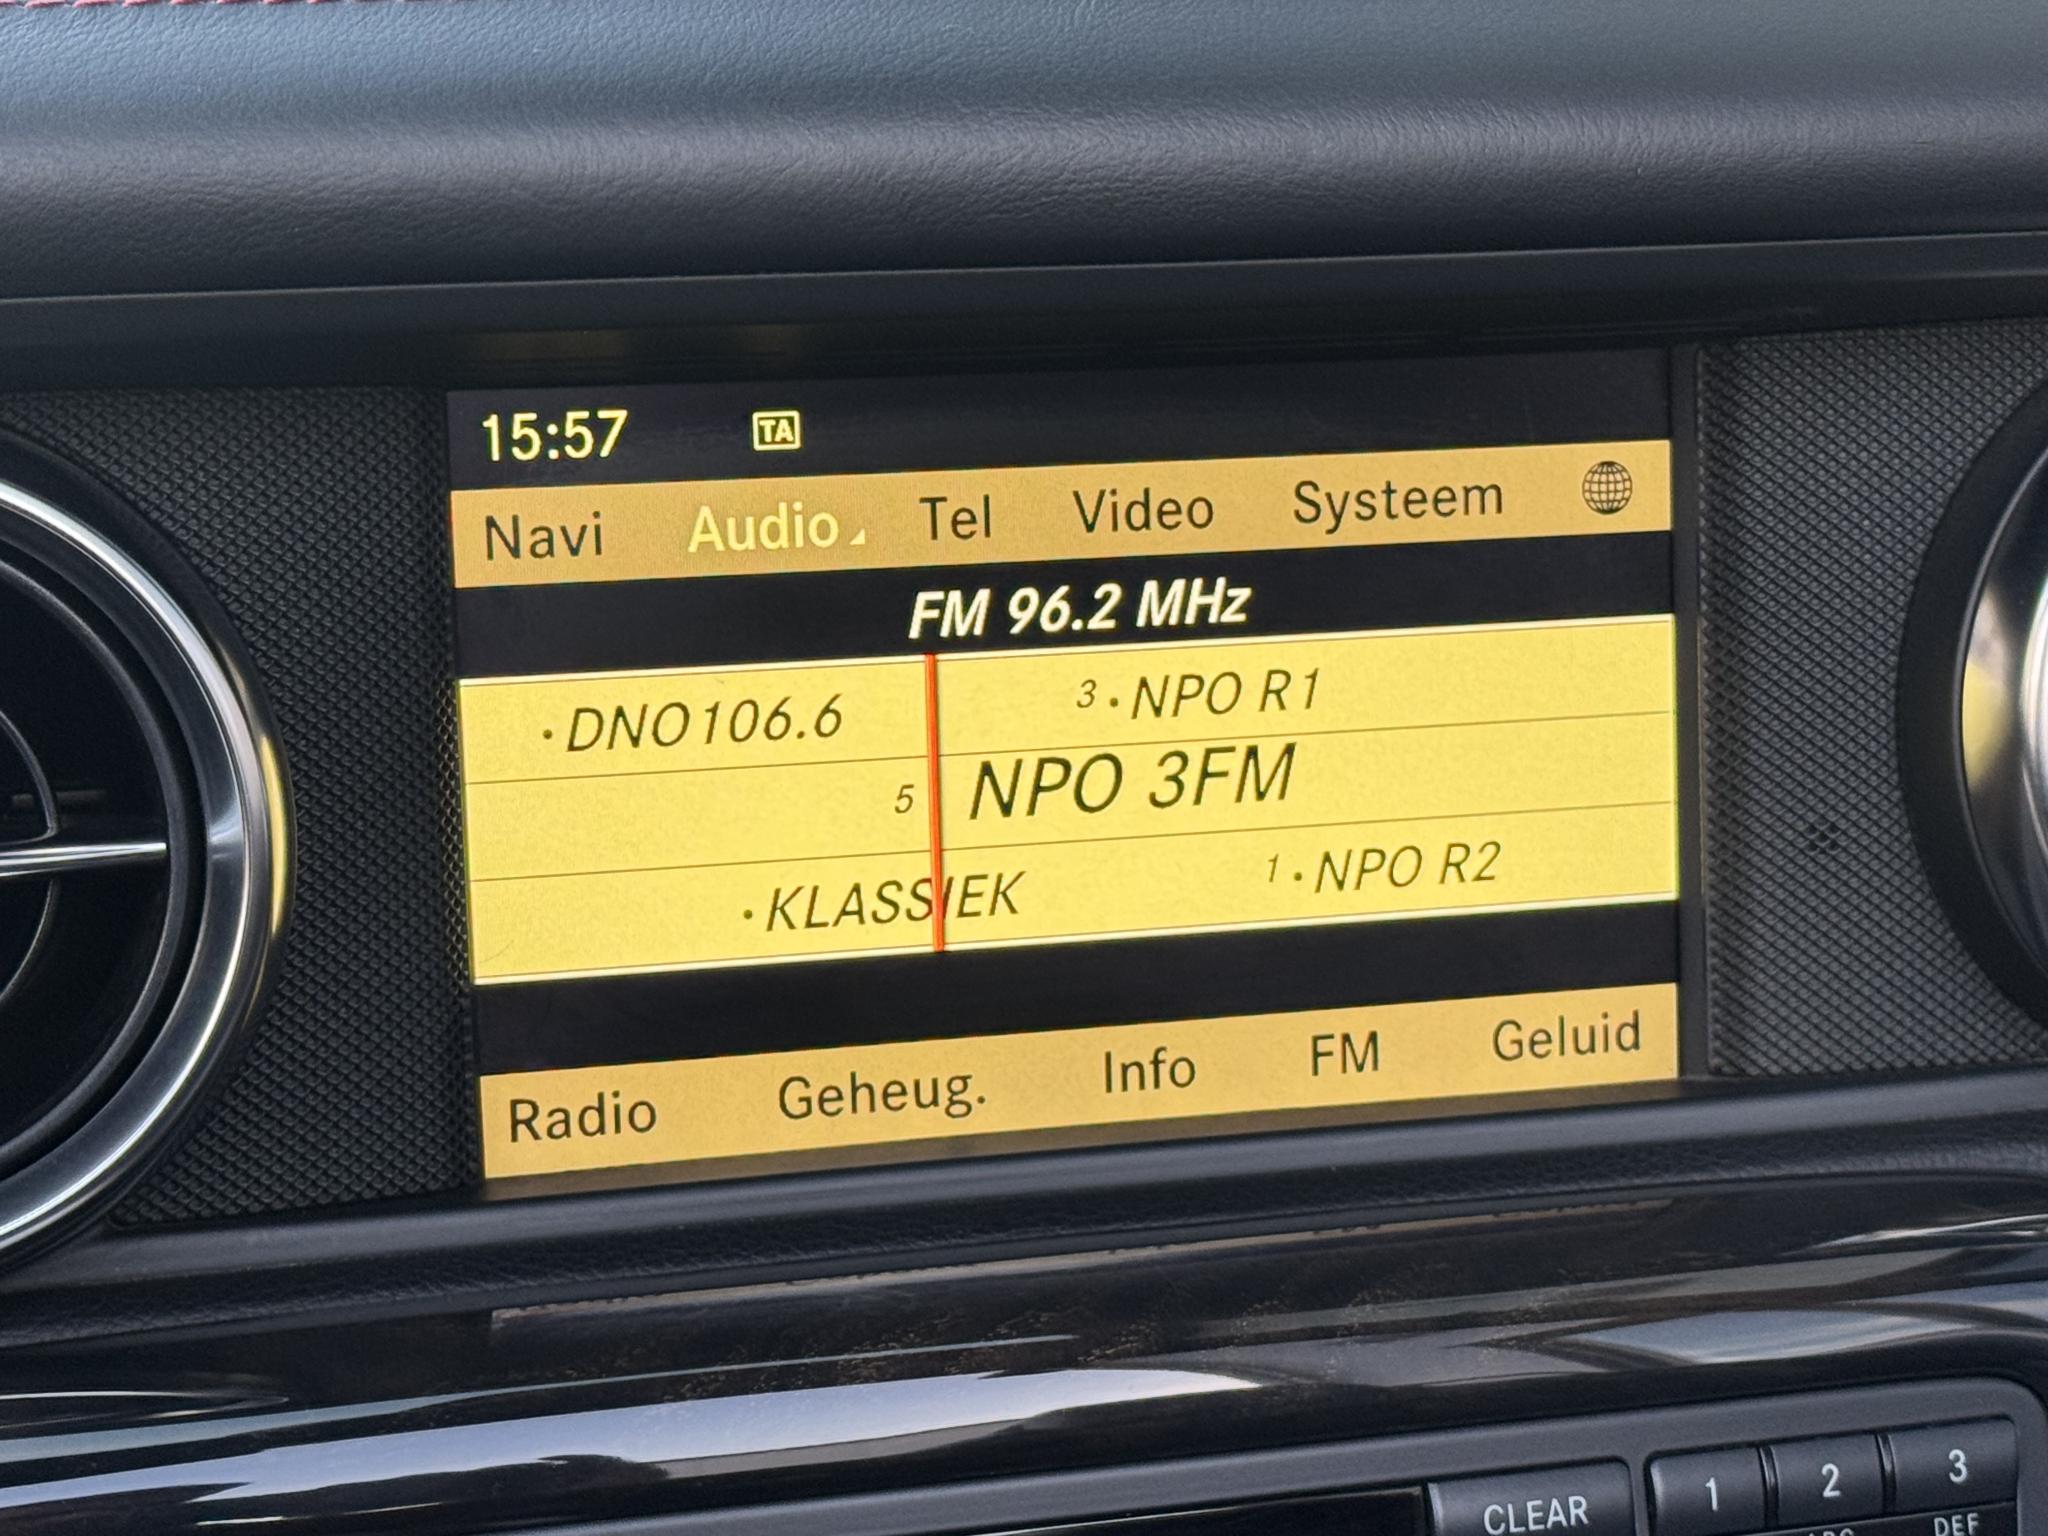 15:57 TA
Navi Audio Tel Video Systeem
FM 96.2 MHz
·DNO106.6 3·NPO R1
5 NPO 3FM
·KLASSIEK 1·NPO R2
Radio Geheug. Info FM Geluid
CLEAR 1 2 3
DEF